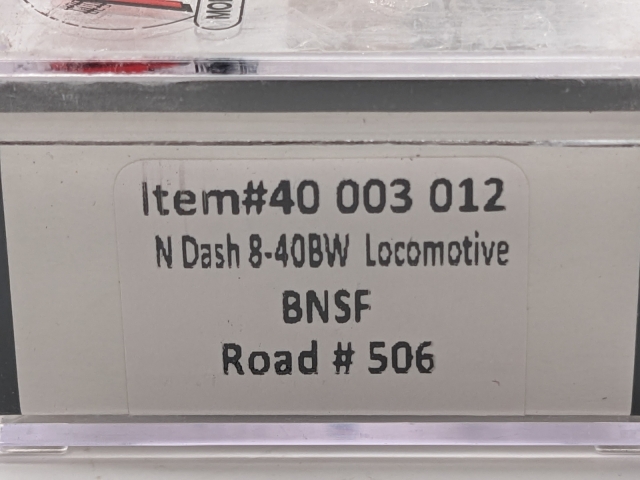 Item#40 003 012
N Dash 8-40BW Locomotive
BNSF
Road # 506